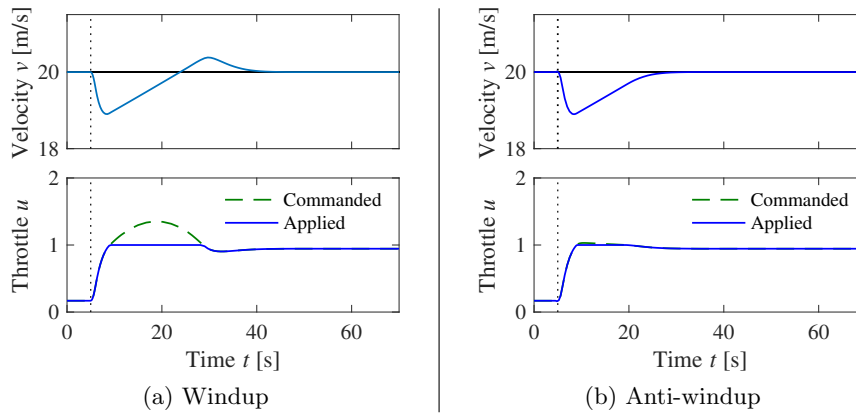 Velocity v [m/s]
20
18
Throttle u
2
1
0
Commanded
Applied
0 20 40 60
Time t [s]
(a) Windup
Velocity v [m/s]
20
18
Throttle u
2
1
0
Commanded
Applied
0 20 40 60
Time t [s]
(b) Anti-windup